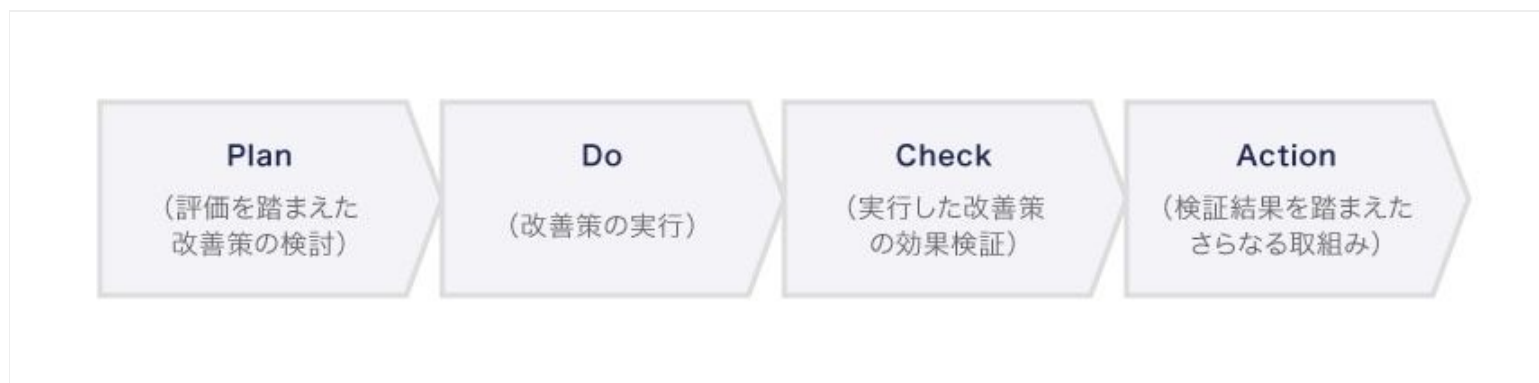 Plan
（評価を踏まえた
改善策の検討）
Do
（改善策の実行）
Check
（実行した改善策
の効果検証）
Action
（検証結果を踏まえた
さらなる取組み）